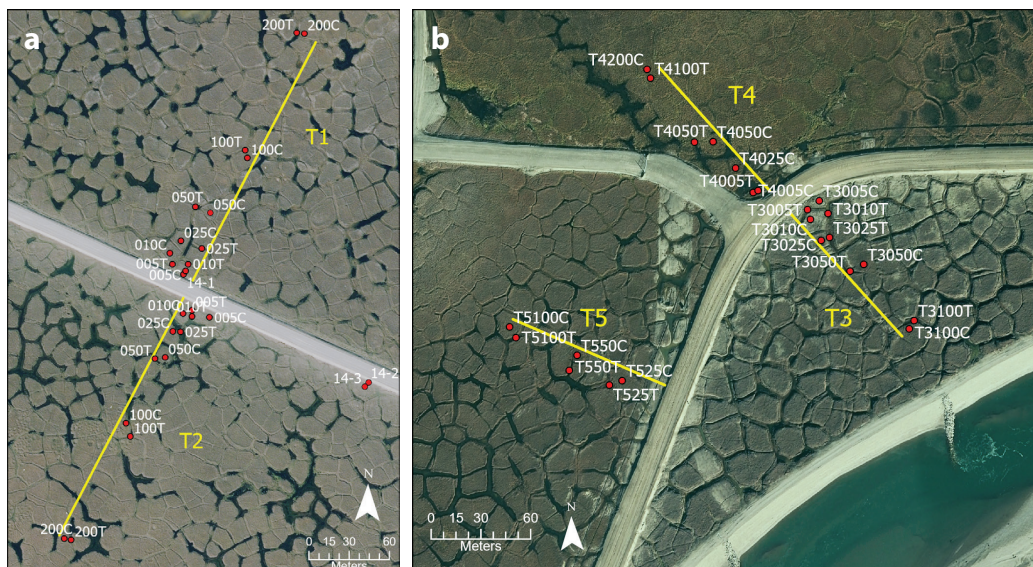 a
200T
200C
T1
100T
100C
050T
050C
025C
025T
010C
005T
010T
005C
14-1
005T
010C
010T
005C
025C
025T
050T
050C
14-2
14-3
100C
100T
T2
200C
200T
N
0 30 60
Meters
b
T4200C
T4100T
T4
T4050T
T4050C
T4025C
T4005T
T4005C
T3005C
T3005T
T3010T
T3010C
T3025T
T3025C
T3050C
T3050T
T3100T
T3
T3100C
T5100C
T5
T5100T
T550C
T550T
T525C
T525T
0 30 60
Meters
N